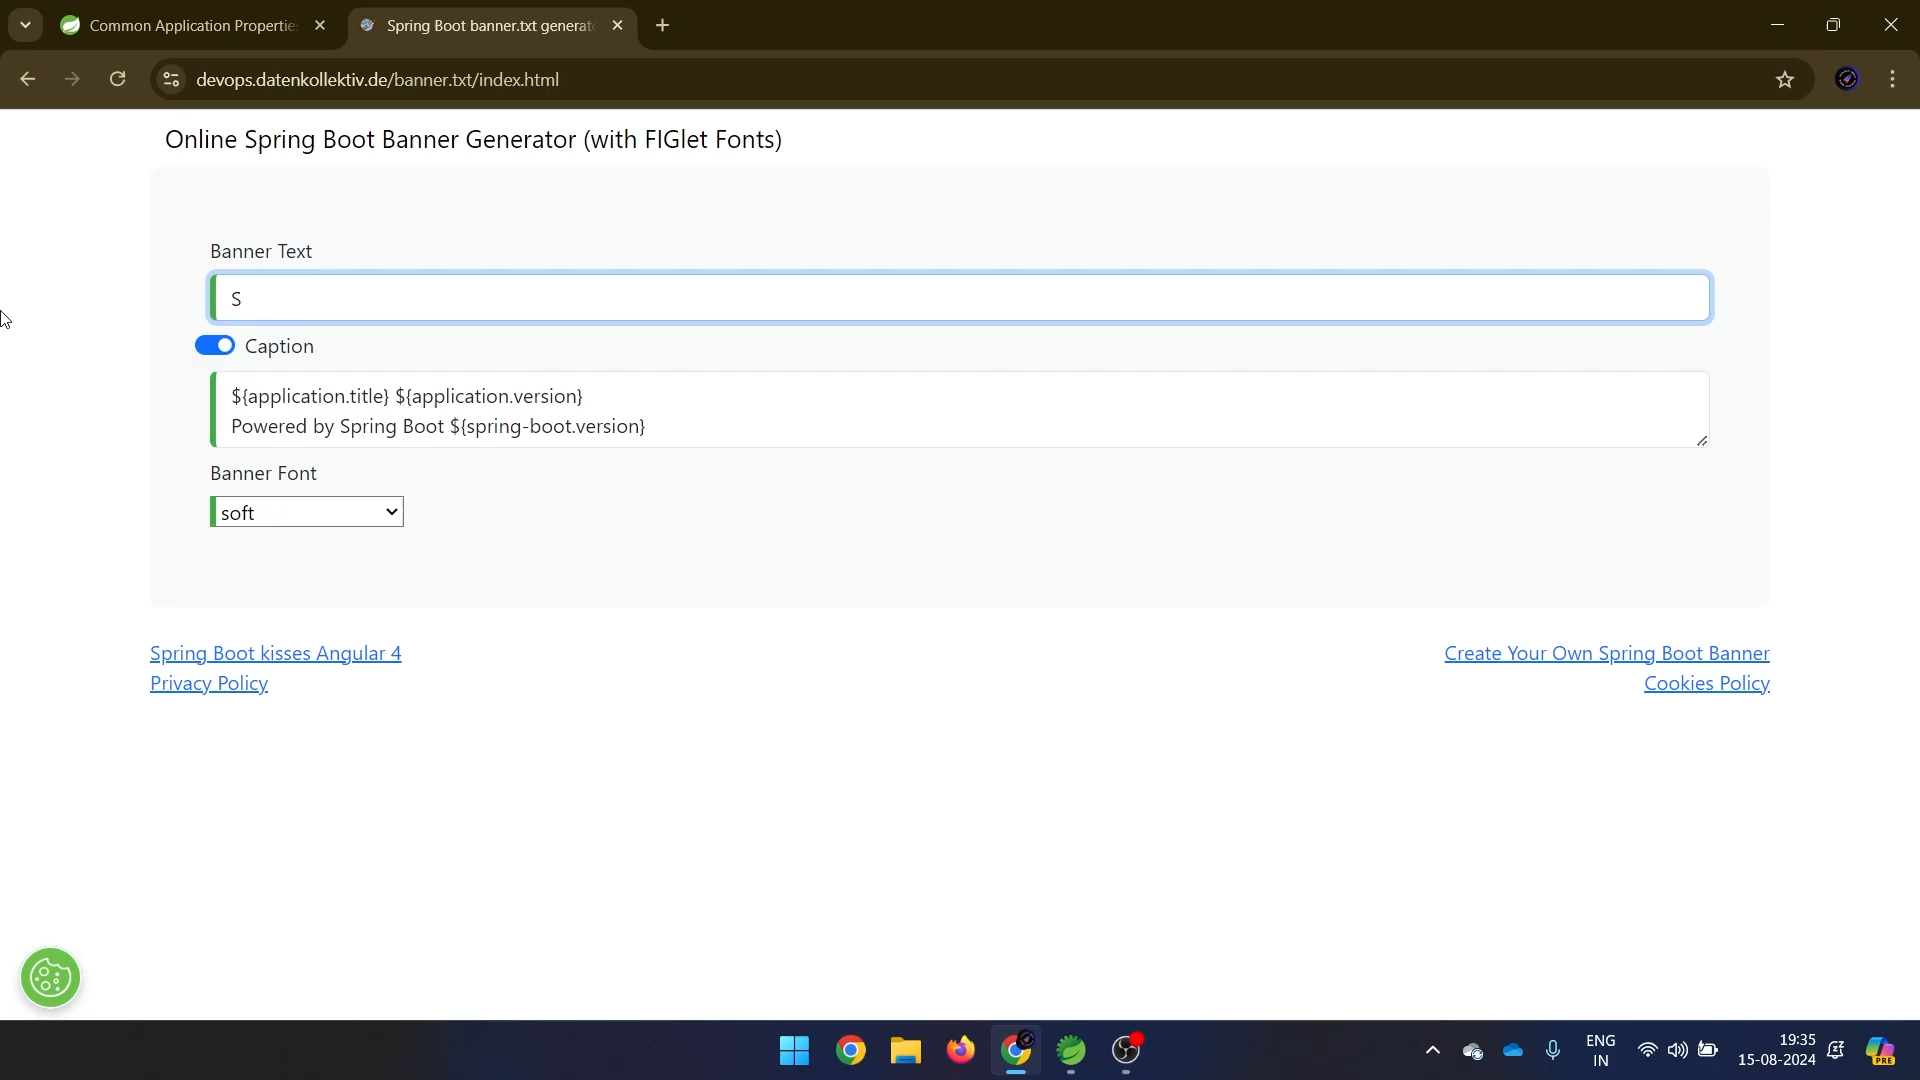 Common Application Propertie
Spring Boot banner.txt generat
devops.datenkollektiv.de/banner.txt/index.html
Online Spring Boot Banner Generator (with FIGlet Fonts)
Banner Text
S
Caption
${application.title} ${application.version}
Powered by Spring Boot ${spring-boot.version}
Banner Font
soft
Spring Boot kisses Angular 4
Create Your Own Spring Boot Banner
Privacy Policy
Cookies Policy
ENG
IN
19:35
15-08-2024
PRE